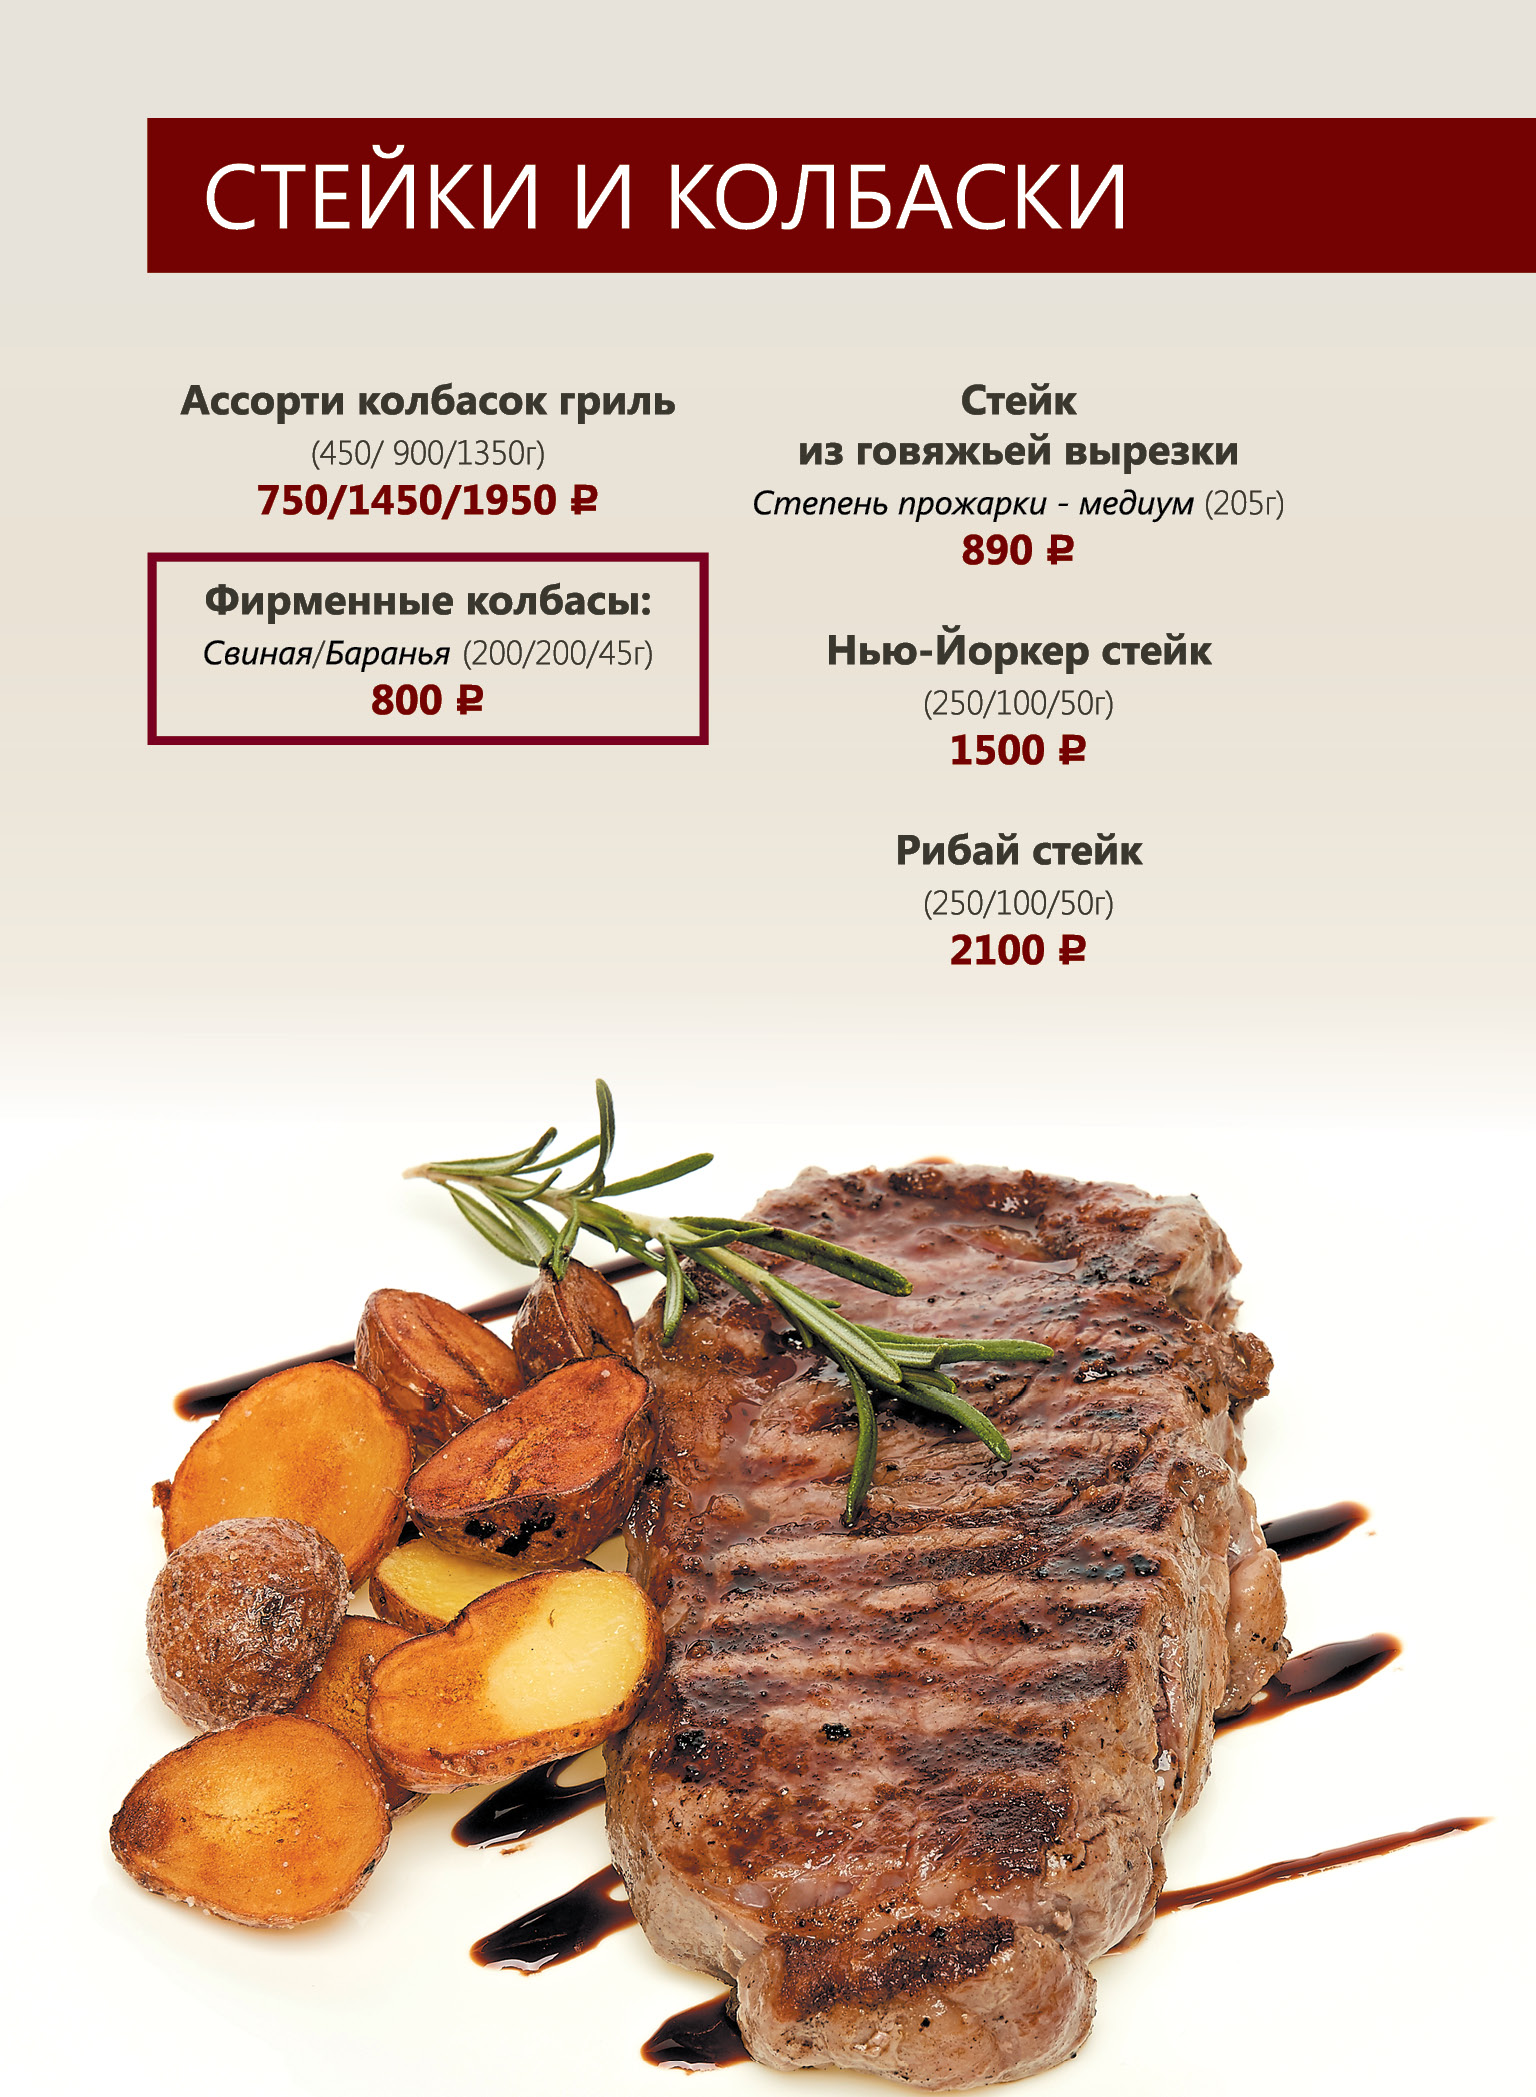 СТЕЙКИ И КОЛБАСКИ
Ассорти колбасок гриль
(450/ 900/1350г)
750/1450/1950 ₽
Фирменные колбасы:
Свиная/Баранья (200/200/45г)
800 ₽
Стейк
из говяжьей вырезки
Степень прожарки - медиум (205г)
890 ₽
Нью-Йоркер стейк
(250/100/50г)
1500 ₽
Рибай стейк
(250/100/50г)
2100 ₽